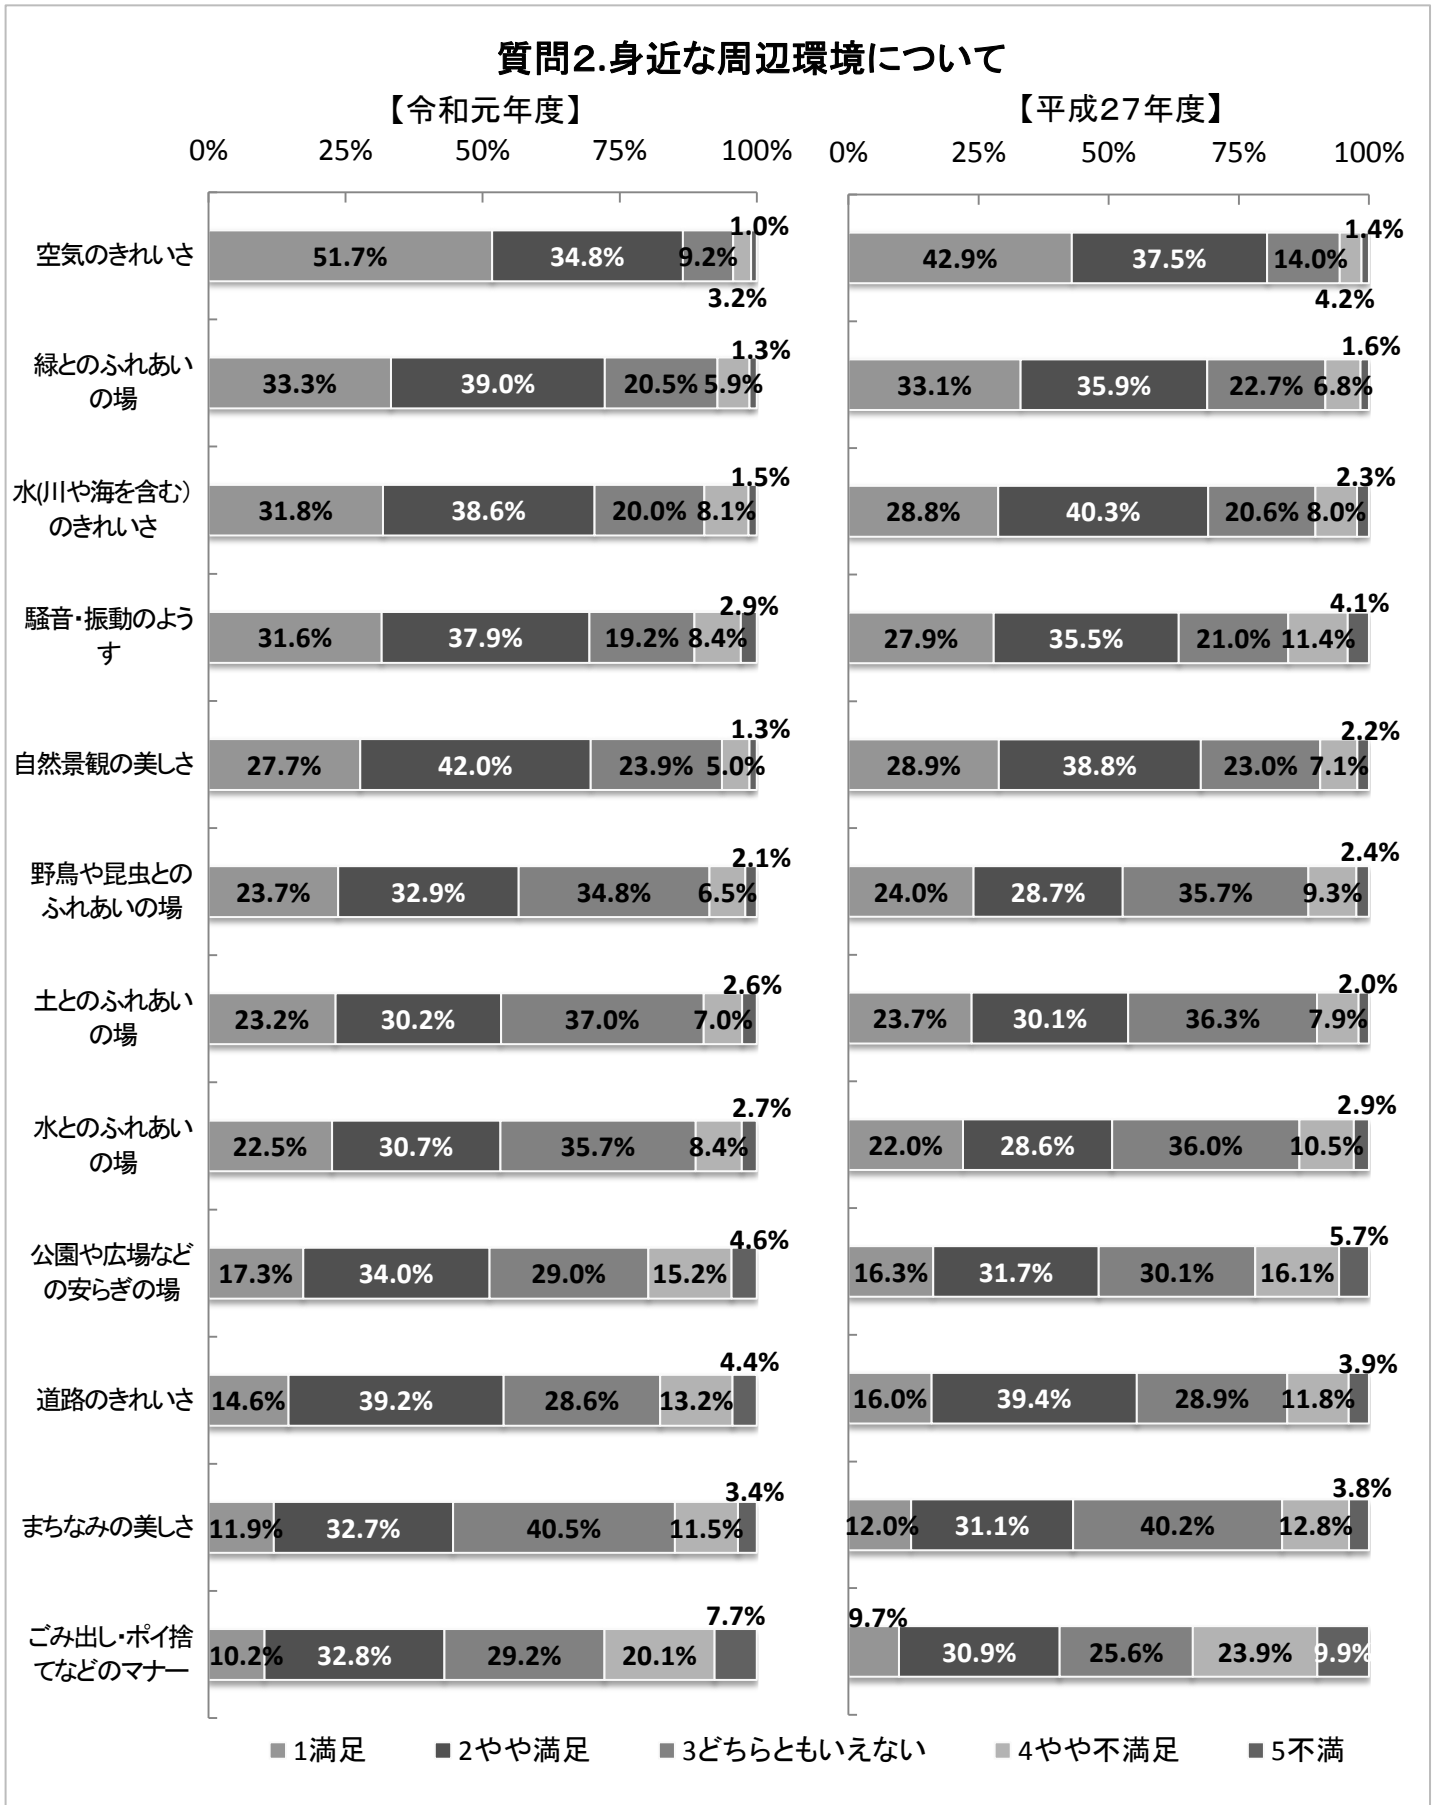 質問2.身近な周辺環境について
【令和元年度】
0% 25% 50% 75% 100%
空気のきれいさ 51.7% 34.8% 9.2% 3.2% 1.0%
緑とのふれあい
の場 33.3% 39.0% 20.5% 5.9% 1.3%
水(川や海を含む)
のきれいさ 31.8% 38.6% 20.0% 8.1% 1.5%
騒音・振動のよう
す 31.6% 37.9% 19.2% 8.4% 2.9%
自然景観の美しさ 27.7% 42.0% 23.9% 5.0% 1.3%
野鳥や昆虫との
ふれあいの場 23.7% 32.9% 34.8% 6.5% 2.1%
土とのふれあい
の場 23.2% 30.2% 37.0% 7.0% 2.6%
水とのふれあい
の場 22.5% 30.7% 35.7% 8.4% 2.7%
公園や広場など
の安らぎの場 17.3% 34.0% 29.0% 15.2% 4.6%
道路のきれいさ 14.6% 39.2% 28.6% 13.2% 4.4%
まちなみの美しさ 11.9% 32.7% 40.5% 11.5% 3.4%
ごみ出し・ポイ捨
てなどのマナー 10.2% 32.8% 29.2% 20.1% 7.7%
【平成27年度】
0% 25% 50% 75% 100%
42.9% 37.5% 14.0% 4.2% 1.4%
33.1% 35.9% 22.7% 6.8% 1.6%
28.8% 40.3% 20.6% 8.0% 2.3%
27.9% 35.5% 21.0% 11.4% 4.1%
28.9% 38.8% 23.0% 7.1% 2.2%
24.0% 28.7% 35.7% 9.3% 2.4%
23.7% 30.1% 36.3% 7.9% 2.0%
22.0% 28.6% 36.0% 10.5% 2.9%
16.3% 31.7% 30.1% 16.1% 5.7%
16.0% 39.4% 28.9% 11.8% 3.9%
12.0% 31.1% 40.2% 12.8% 3.8%
9.7% 30.9% 25.6% 23.9% 9.9%
1満足 2やや満足 3どちらともいえない 4やや不満足 5不満